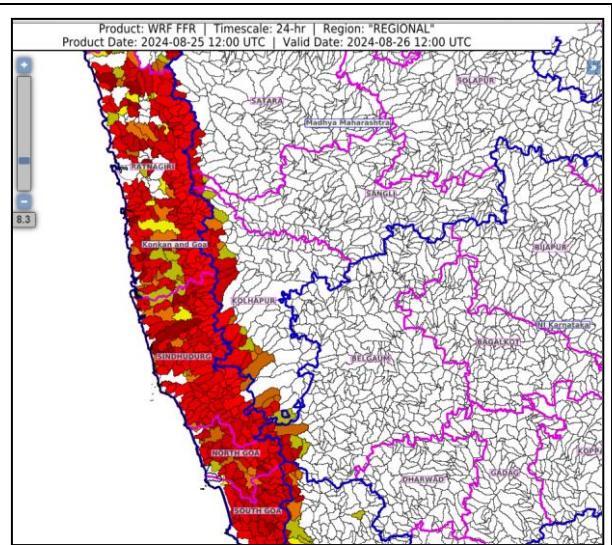 Product: WRF FFR | Timescale: 24-hr | Region: "REGIONAL"
Product Date: 2024-08-25 12:00 UTC | Valid Date: 2024-08-26 12:00 UTC
+
SOLAPUR
SATARA
Madhya Maharashtra
RATNAGIRI
SANGLI
8.3
Konkan and Goa
BIJAPUR
KOLHAPUR
NI Karnataka
BAGALKOT
SINDHUDURG
BELGAUM
NORTH GOA
KOPPA
GADAG
DHARWAD
SOUTH GOA